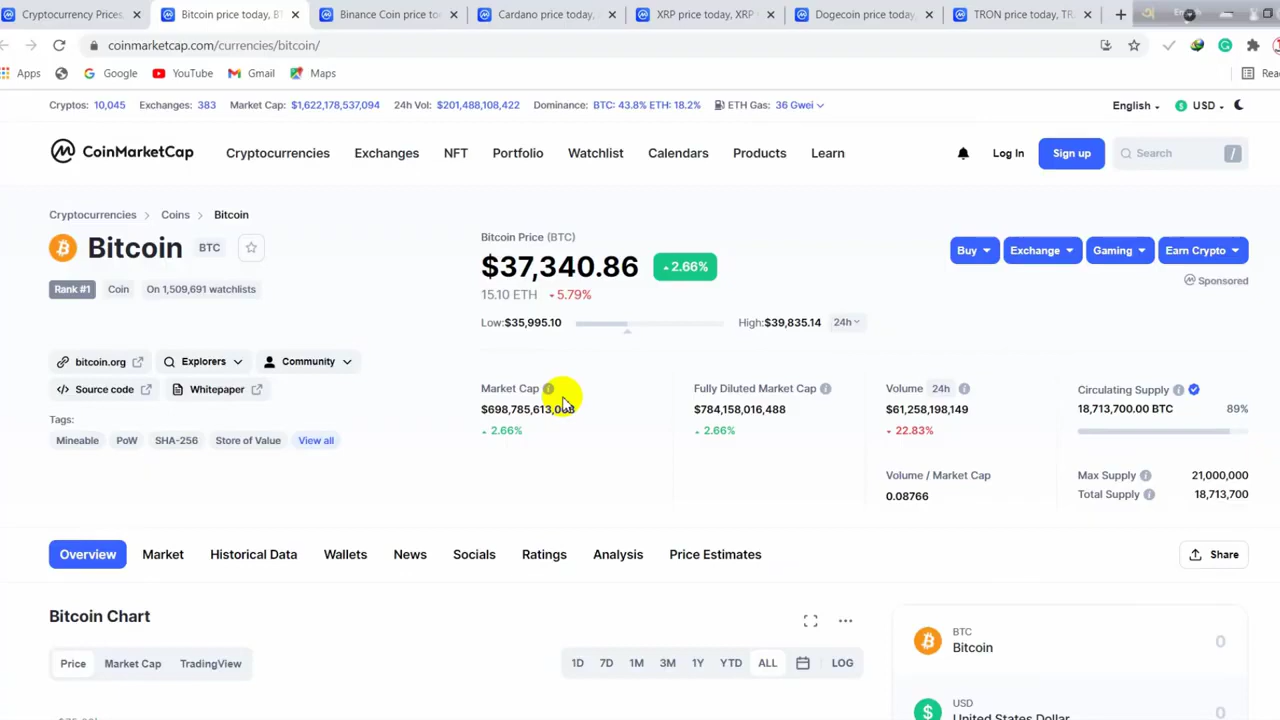 Cryptocurrency Prices,
Bitcoin price today, BT
Binance Coin price to
Cardano price today,
XRP price today, XRP
Dogecoin price today,
TRON price today, TR
coinmarketcap.com/currencies/bitcoin/
Apps Google YouTube Gmail Maps Rea
Cryptos: 10,045 Exchanges: 383 Market Cap: $1,622,178,537,094 24h Vol: $201,488,108,422 Dominance: BTC: 43.8% ETH: 18.2% ETH Gas: 36 Gwei English USD
CoinMarketCap Cryptocurrencies Exchanges NFT Portfolio Watchlist Calendars Products Learn Log In Sign up Search /
Cryptocurrencies > Coins > Bitcoin
Bitcoin BTC
Rank #1 Coin On 1,509,691 watchlists
bitcoin.org Explorers Community
Source code Whitepaper
Tags:
Mineable PoW SHA-256 Store of Value View all
Bitcoin Price (BTC)
$37,340.86 2.66%
15.10 ETH 5.79%
Low:$35,995.10 High:$39,835.14 24h
Buy Exchange Gaming Earn Crypto
Sponsored
Market Cap
2.66%
Fully Diluted Market Cap
$784,158,016,488
2.66%
Volume 24h
$61,258,198,149
22.83%
Volume / Market Cap
0.08766
Circulating Supply
18,713,700.00 BTC 89%
Max Supply 21,000,000
Total Supply 18,713,700
Overview Market Historical Data Wallets News Socials Ratings Analysis Price Estimates Share
Bitcoin Chart
Price Market Cap TradingView 1D 7D 1M 3M 1Y YTD ALL LOG
BTC
Bitcoin 0
USD
United States Dollar 0